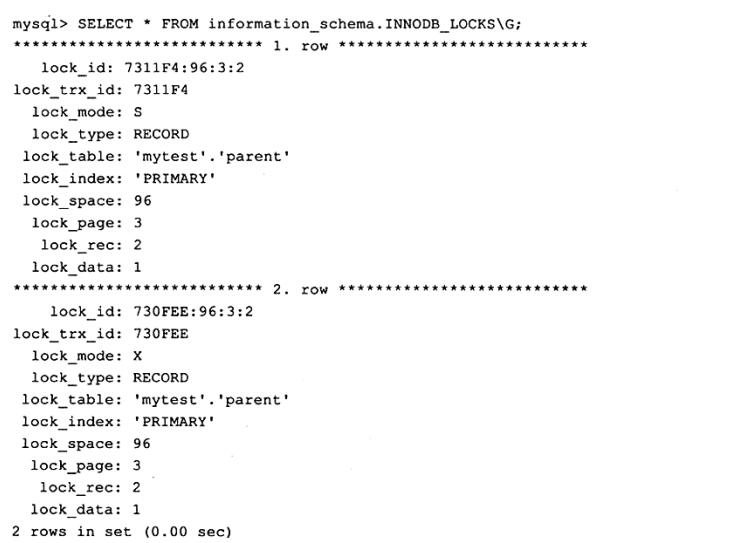 mysql> SELECT * FROM information_schema.INNODB_LOCKS\G;
*************************** 1. row ***************************
lock_id: 7311F4:96:3:2
lock_trx_id: 7311F4
lock_mode: S
lock_type: RECORD
lock_table: 'mytest'.'parent'
lock_index: 'PRIMARY'
lock_space: 96
lock_page: 3
lock_rec: 2
lock_data: 1
*************************** 2. row ***************************
lock_id: 730FEE:96:3:2
lock_trx_id: 730FEE
lock_mode: X
lock_type: RECORD
lock_table: 'mytest'.'parent'
lock_index: 'PRIMARY'
lock_space: 96
lock_page: 3
lock_rec: 2
lock_data: 1
2 rows in set (0.00 sec)